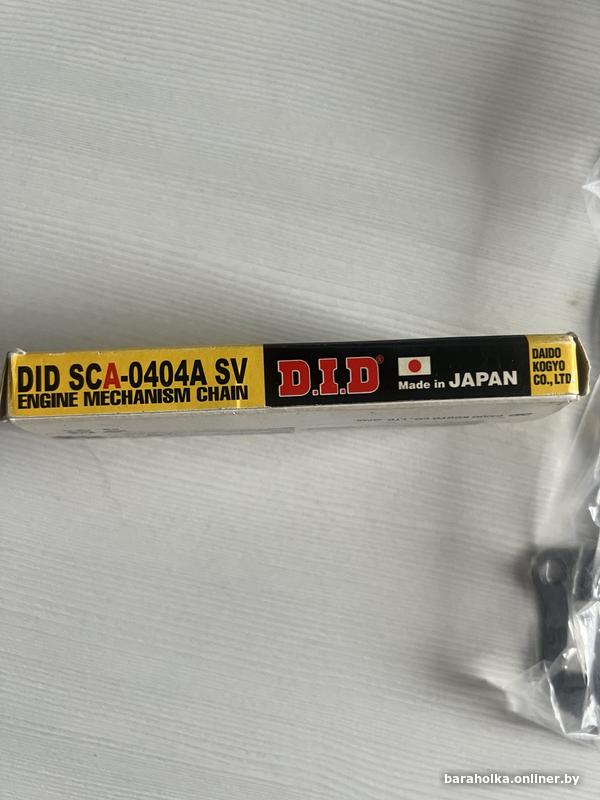 DID SCA-0404A SV
ENGINE MECHANISM CHAIN
D.I.D®
Made in JAPAN
DAIDO
KOGYO
CO., LTD
baraholka.onliner.by